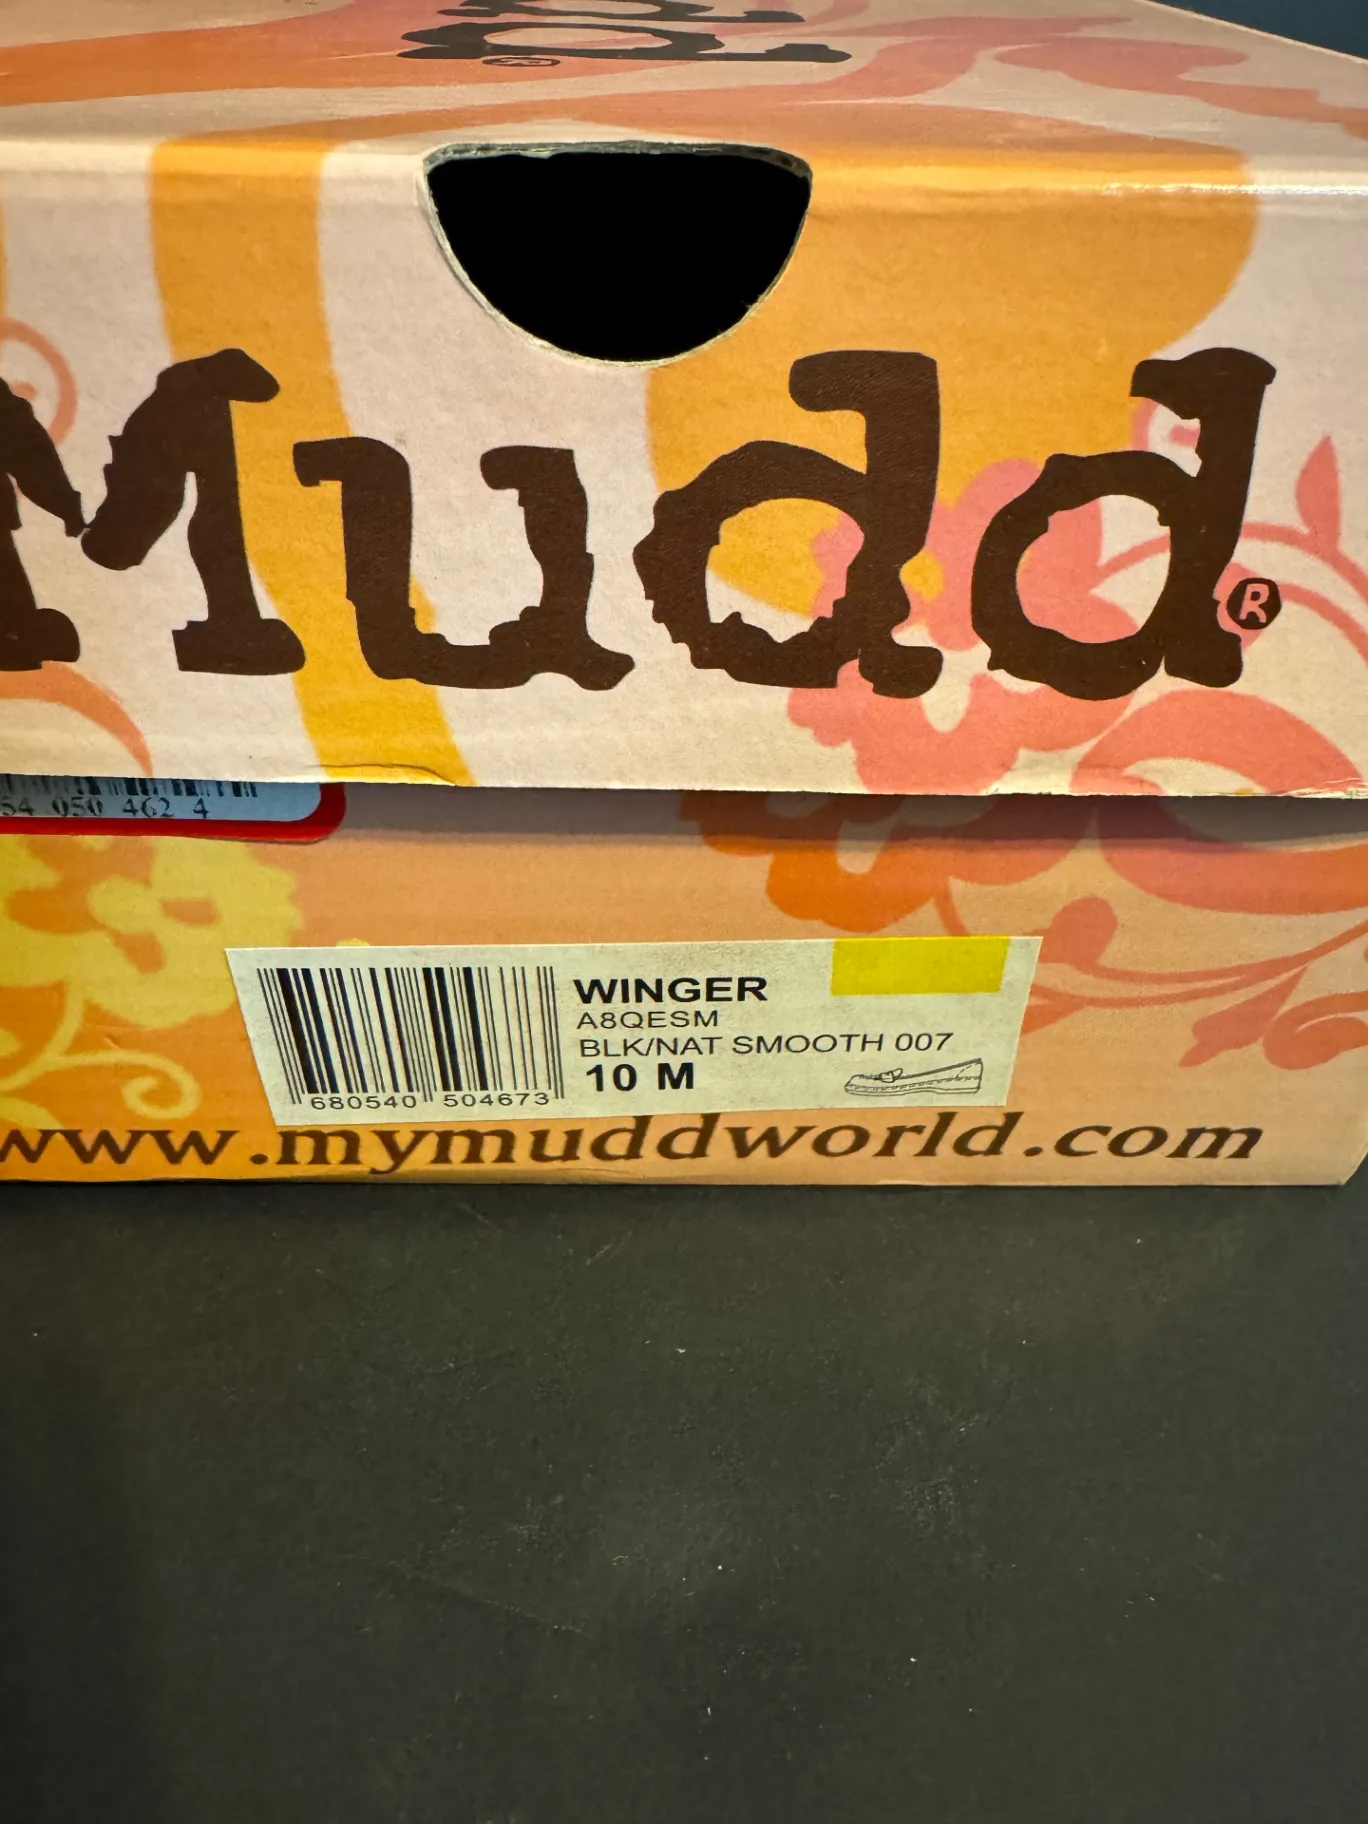 Mudd®
54 050 462 4
WINGER
A8QESM
BLK/NAT SMOOTH 007
10 M
680540 504673
www.mymuddworld.com